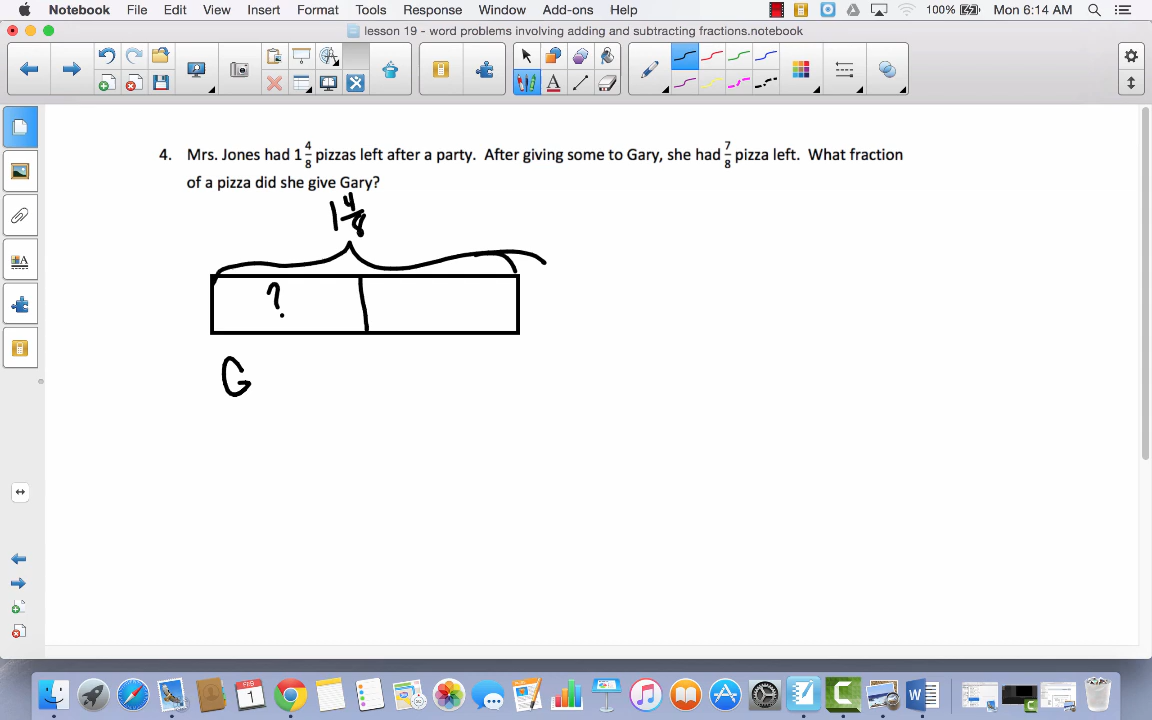 Notebook File Edit View Insert Format Tools Response Window Add-ons Help 100% Mon 6:14 AM
lesson 19 - word problems involving adding and subtracting fractions.notebook
4. Mrs. Jones had 1 4/8 pizzas left after a party. After giving some to Gary, she had 7/8 pizza left. What fraction
of a pizza did she give Gary?
1 4/8
?
G
FEB
1